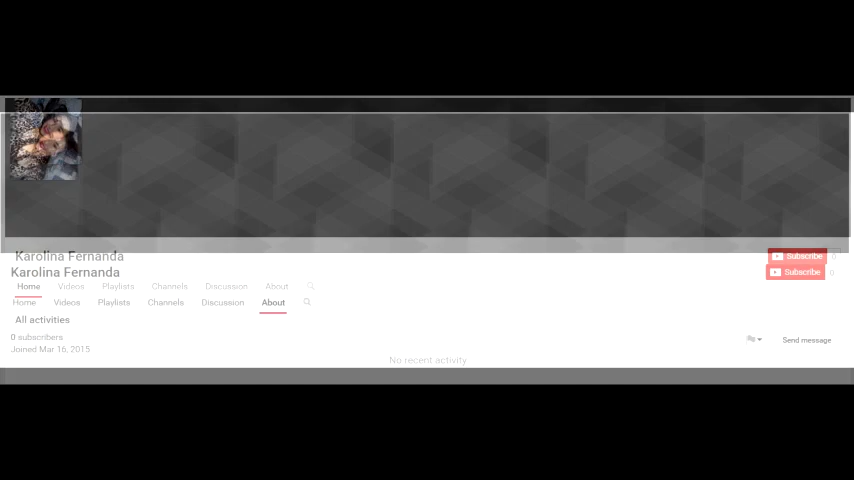 Karolina Fernanda
Subscribe 0
Karolina Fernanda
Subscribe 0
Home Videos Playlists Channels Discussion About
Home Videos Playlists Channels Discussion About
All activities
0 subscribers
Send message
Joined Mar 16, 2015
No recent activity